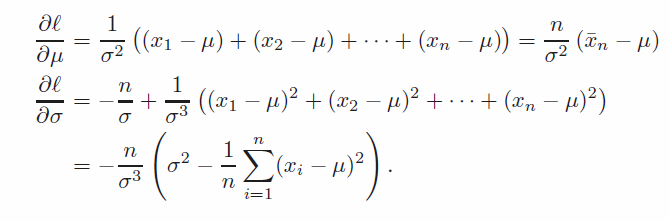 ∂ℓ/∂μ = 1/σ² ((x₁ − μ) + (x₂ − μ) + ··· + (xₙ − μ)) = n/σ² (x̄ₙ − μ)
∂ℓ/∂σ = −n/σ + 1/σ³ ((x₁ − μ)² + (x₂ − μ)² + ··· + (xₙ − μ)²)
= −n/σ³ (σ² − 1/n ∑ᵢ₌₁ⁿ (xᵢ − μ)²).